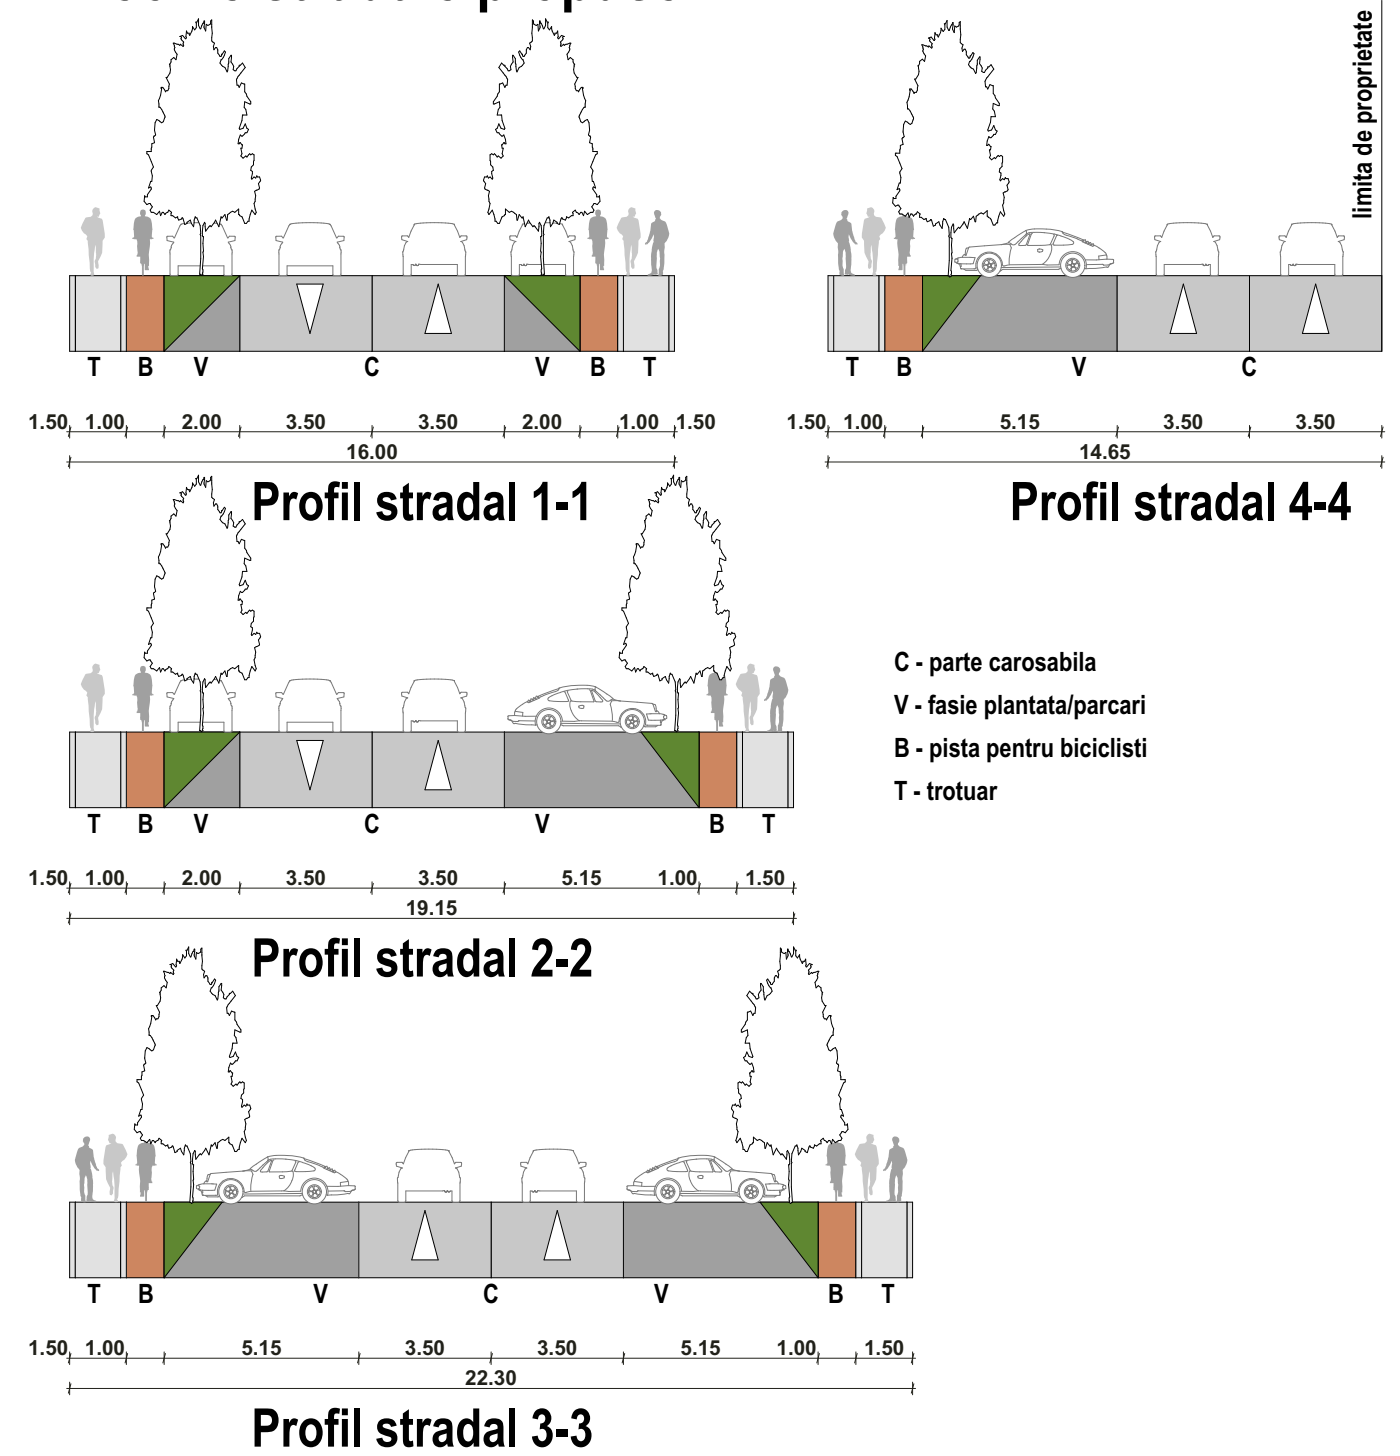 limita de proprietate
T B V C V B T
1.50 1.00 2.00 3.50 3.50 2.00 1.00 1.50
16.00
Profil stradal 1-1
T B V C
1.50 1.00 5.15 3.50 3.50
14.65
Profil stradal 4-4
T B V C V B T
1.50 1.00 2.00 3.50 3.50 5.15 1.00 1.50
19.15
Profil stradal 2-2
C - parte carosabila
V - fasie plantata/parcari
B - pista pentru biciclisti
T - trotuar
T B V C V B T
1.50 1.00 5.15 3.50 3.50 5.15 1.00 1.50
22.30
Profil stradal 3-3